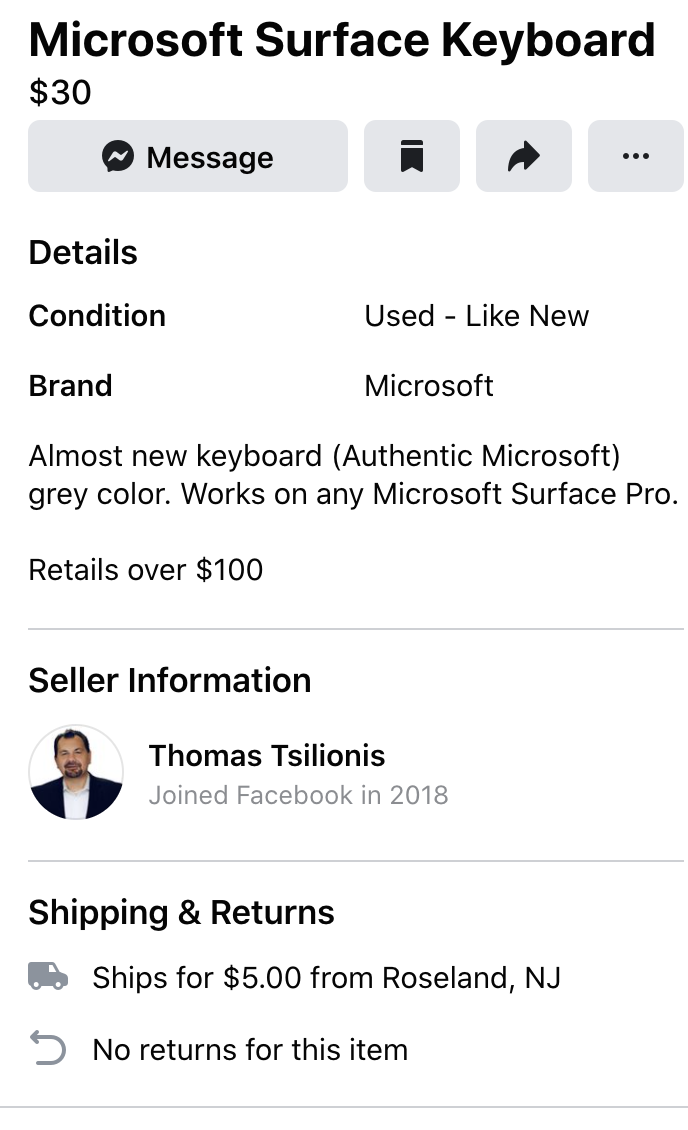 Microsoft Surface Keyboard
$30
Message
Details
Condition Used - Like New
Brand Microsoft
Almost new keyboard (Authentic Microsoft)
grey color. Works on any Microsoft Surface Pro.
Retails over $100
Seller Information
Thomas Tsilionis
Joined Facebook in 2018
Shipping & Returns
Ships for $5.00 from Roseland, NJ
No returns for this item